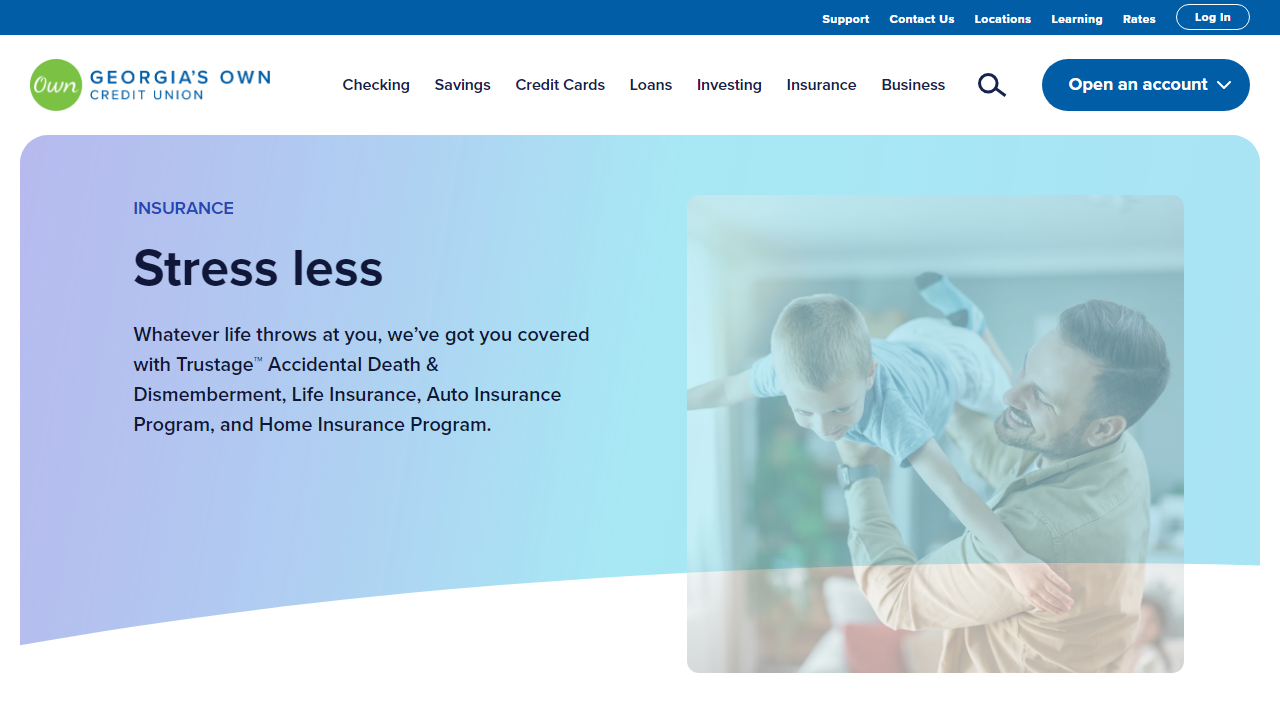 Support Contact Us Locations Learning Rates Log In
Own GEORGIA'S OWN
CREDIT UNION
Checking Savings Credit Cards Loans Investing Insurance Business Open an account
INSURANCE
Stress less
Whatever life throws at you, we’ve got you covered
with Trustage™ Accidental Death &
Dismemberment, Life Insurance, Auto Insurance
Program, and Home Insurance Program.